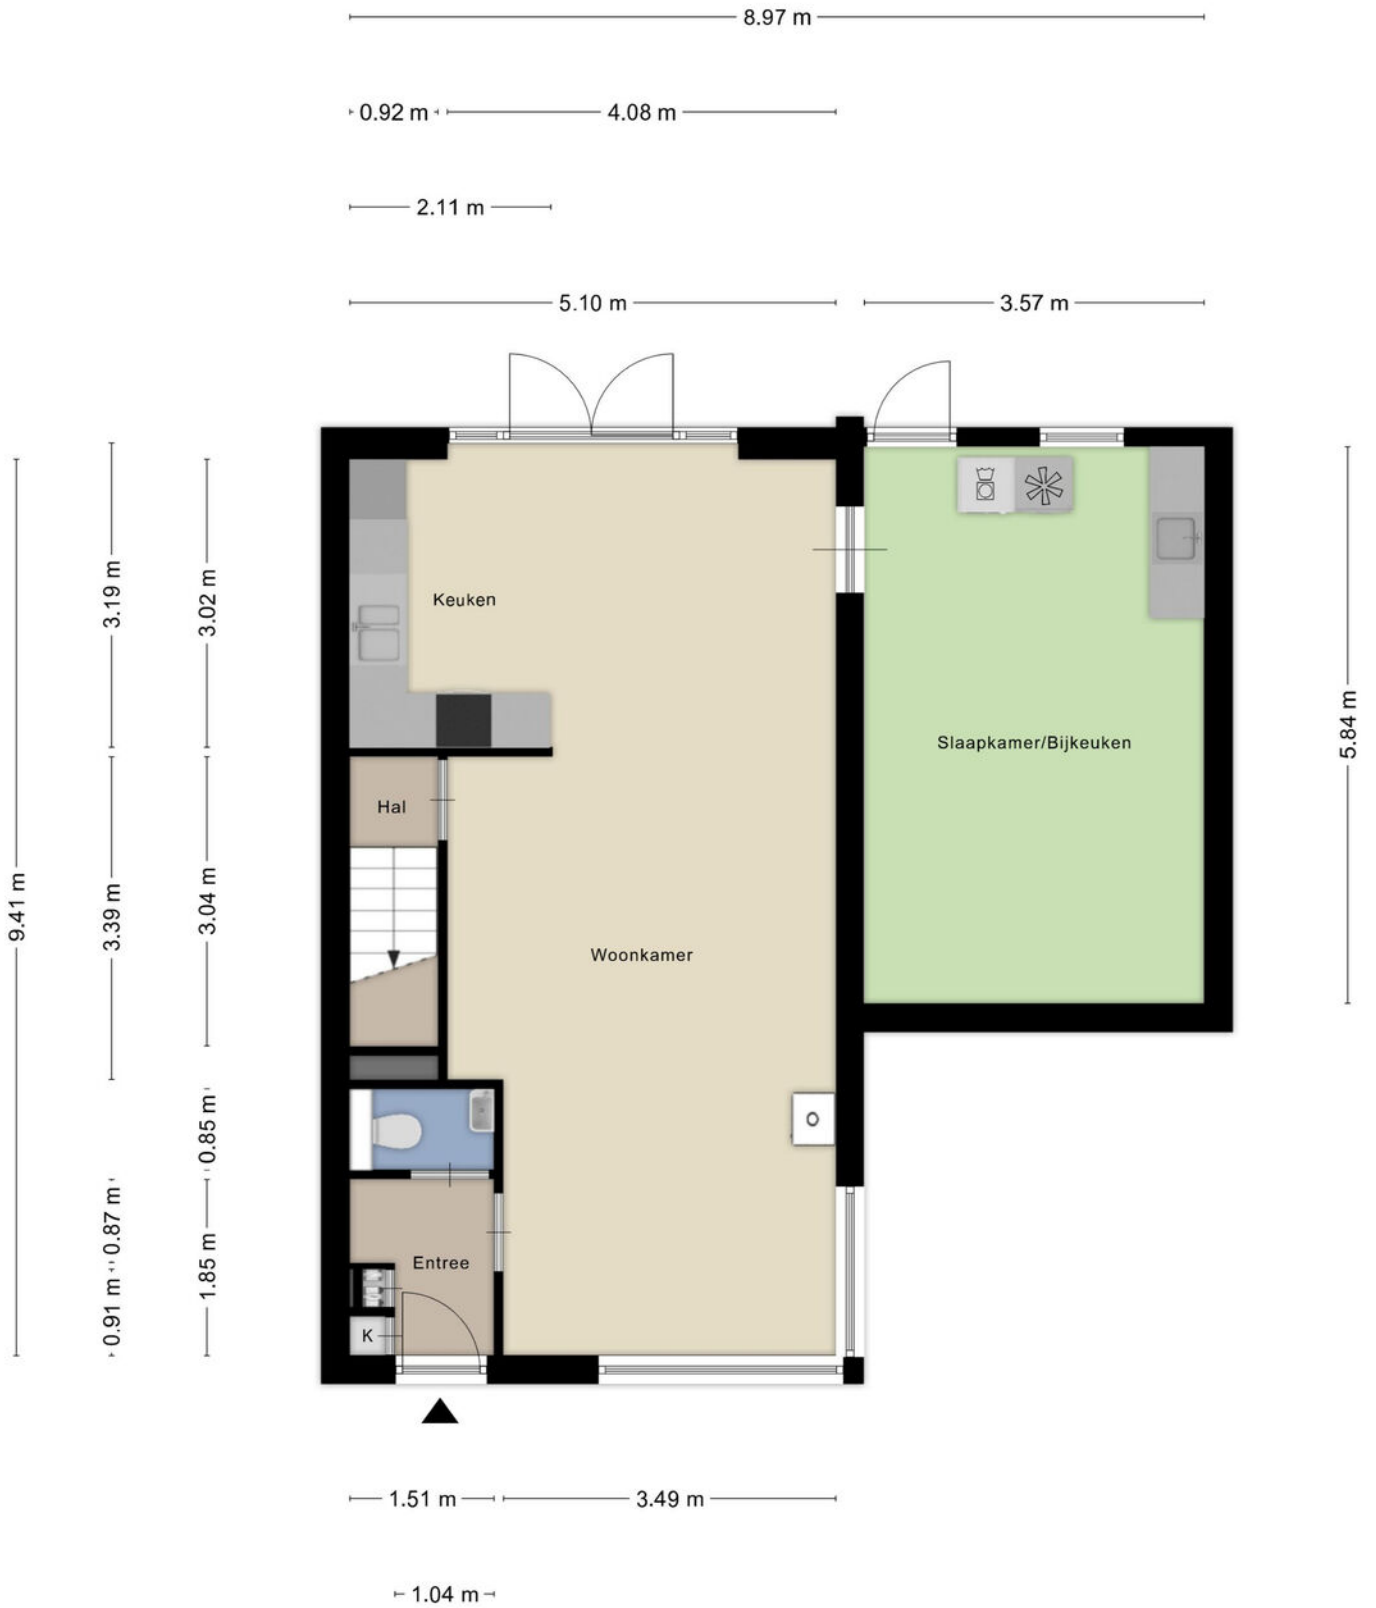 8.97 m
0.92 m
4.08 m
2.11 m
5.10 m
3.57 m
3.19 m
3.02 m
Keuken
5.84 m
Slaapkamer/Bijkeuken
Hal
9.41 m
3.39 m
3.04 m
Woonkamer
0.85 m
0.87 m
0.91 m
1.85 m
Entree
K
1.51 m
3.49 m
1.04 m